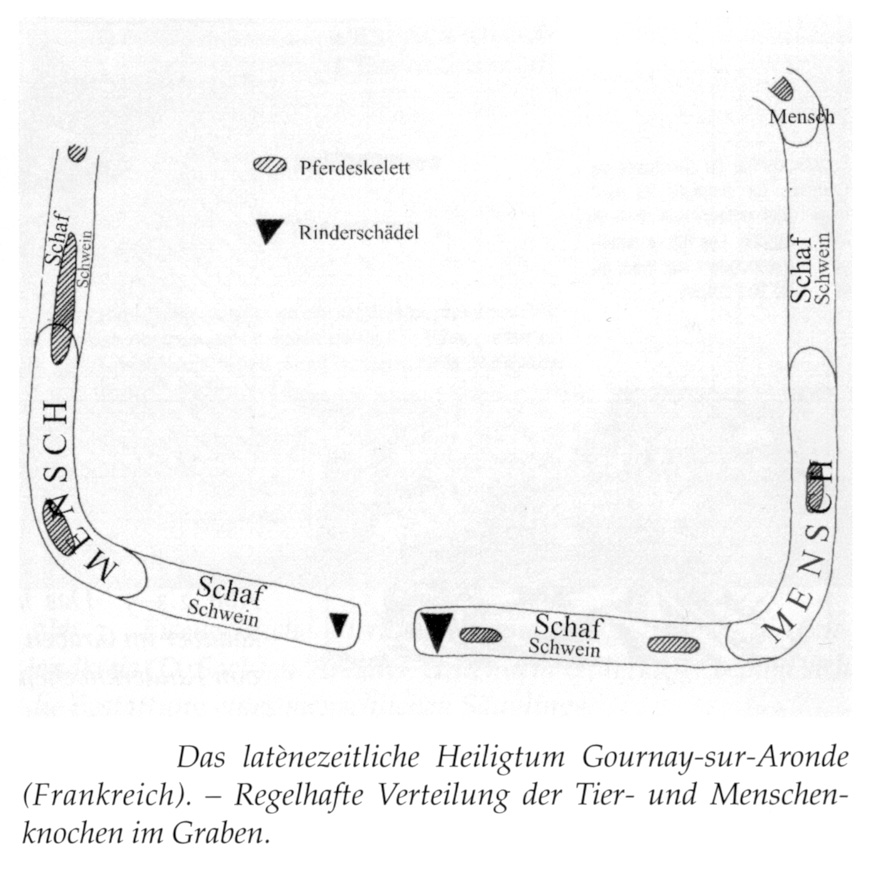 Mensch
Pferdeskelett
Rinderschädel
Schaf
Schwein
Schaf
Schwein
MENSCH
MENSCH
Schaf
Schwein
Schaf
Schwein
Das latènezeitliche Heiligtum Gournay-sur-Aronde
(Frankreich). – Regelhafte Verteilung der Tier- und Menschen-
knochen im Graben.